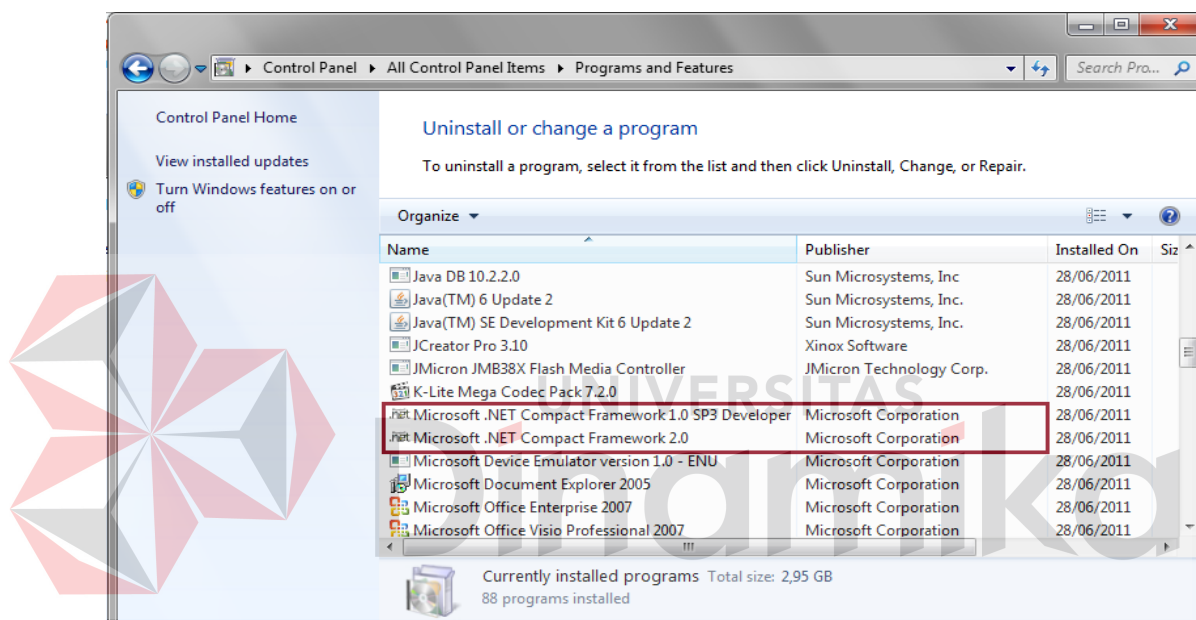 Control Panel ▸ All Control Panel Items ▸ Programs and Features
Search Pro...
Control Panel Home
View installed updates
Turn Windows features on or
off
Uninstall or change a program
To uninstall a program, select it from the list and then click Uninstall, Change, or Repair.
Organize
Name Publisher Installed On Siz
Java DB 10.2.2.0 Sun Microsystems, Inc 28/06/2011
Java(TM) 6 Update 2 Sun Microsystems, Inc. 28/06/2011
Java(TM) SE Development Kit 6 Update 2 Sun Microsystems, Inc. 28/06/2011
JCreator Pro 3.10 Xinox Software 28/06/2011
JMicron JMB38X Flash Media Controller JMicron Technology Corp. 28/06/2011
K-Lite Mega Codec Pack 7.2.0 28/06/2011
Microsoft .NET Compact Framework 1.0 SP3 Developer Microsoft Corporation 28/06/2011
Microsoft .NET Compact Framework 2.0 Microsoft Corporation 28/06/2011
Microsoft Device Emulator version 1.0 - ENU Microsoft Corporation 28/06/2011
Microsoft Document Explorer 2005 Microsoft Corporation 28/06/2011
Microsoft Office Enterprise 2007 Microsoft Corporation 28/06/2011
Microsoft Office Visio Professional 2007 Microsoft Corporation 28/06/2011
Currently installed programs Total size: 2,95 GB
88 programs installed
UNIVERSITAS
Dinamika